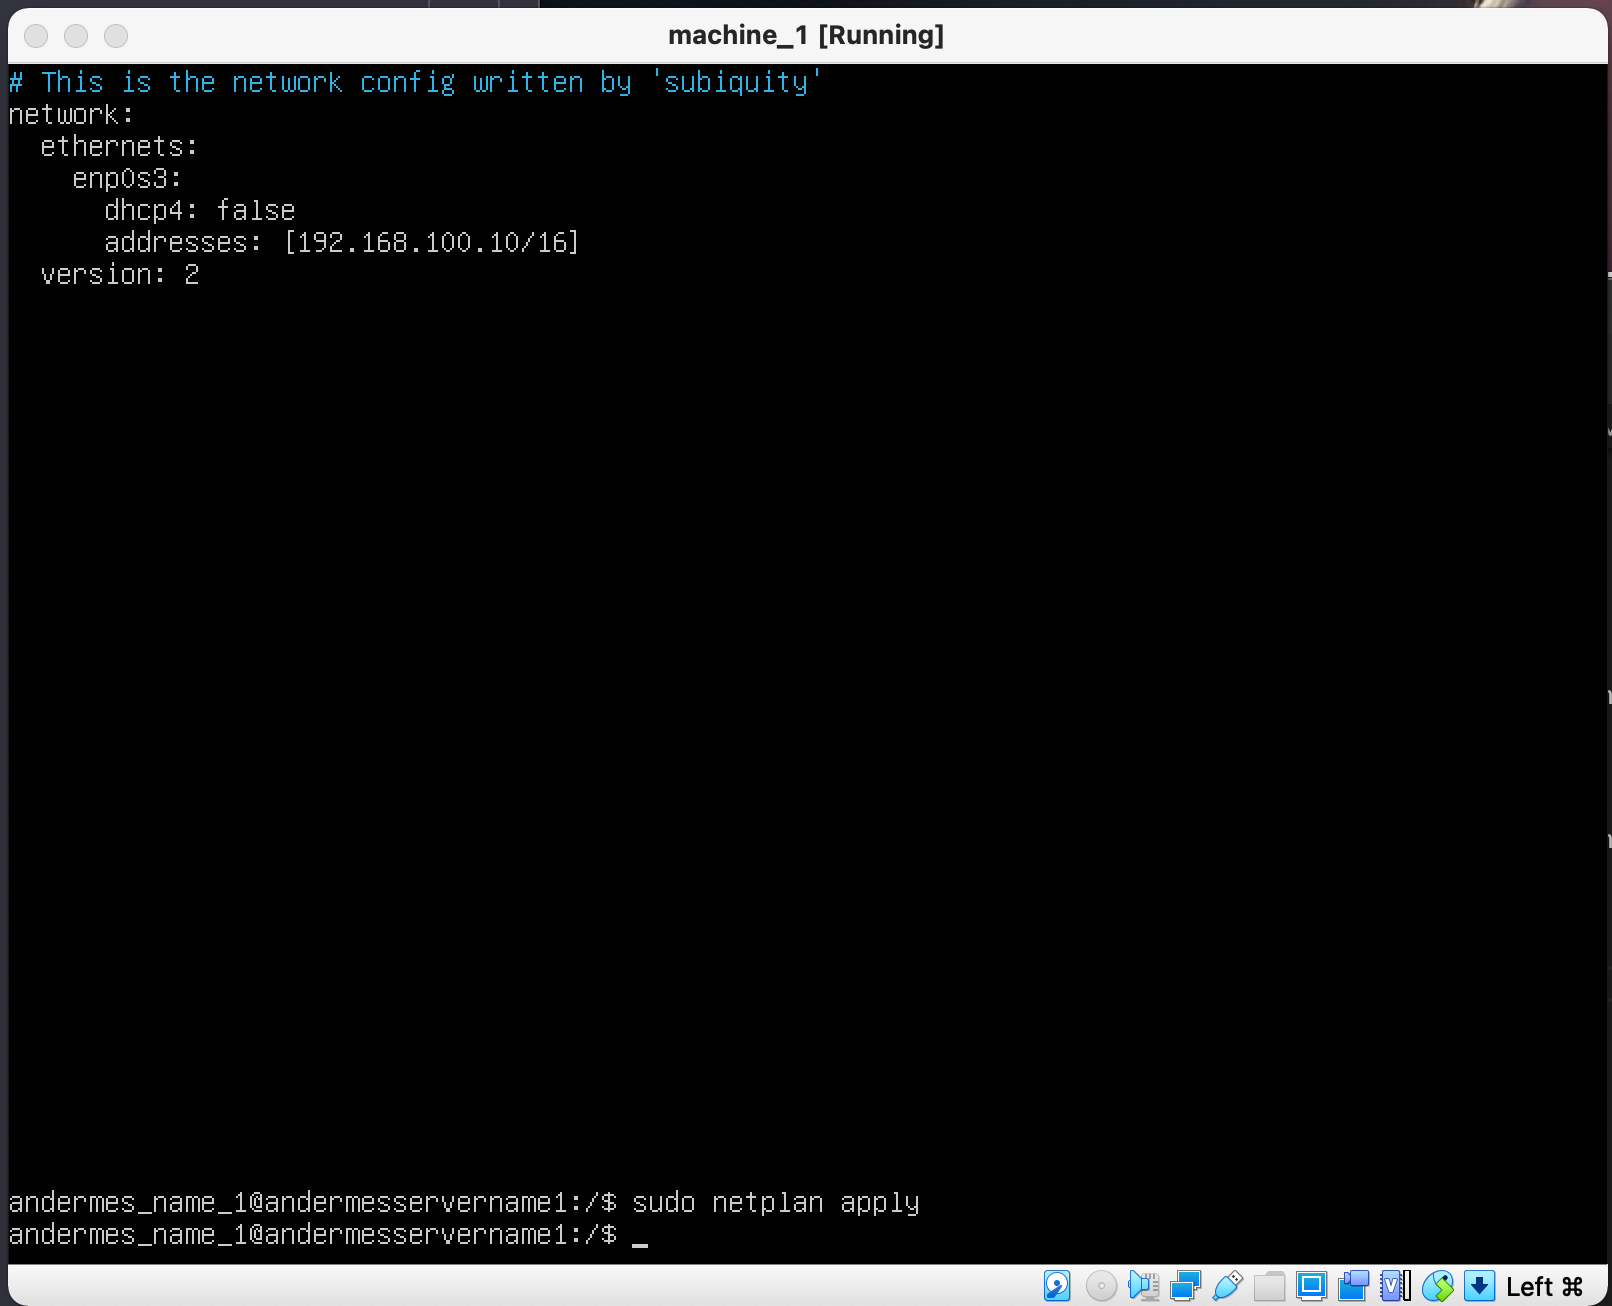 machine_1 [Running]
# This is the network config written by 'subiquity'
network:
  ethernets:
    enp0s3:
      dhcp4: false
      addresses: [192.168.100.10/16]
  version: 2
andermes_name_1@andermesservername1:/$ sudo netplan apply
andermes_name_1@andermesservername1:/$ _
Left ⌘